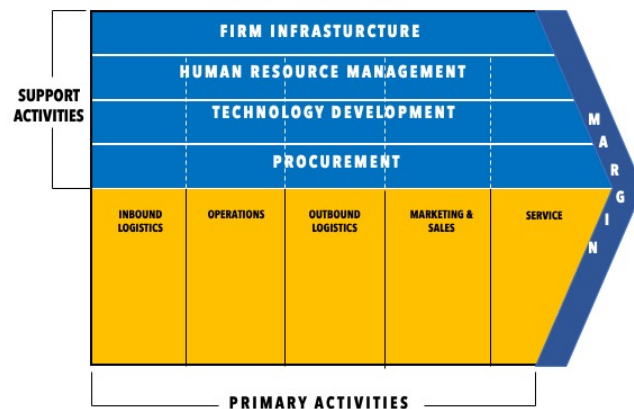 FIRM INFRASTURCTURE
HUMAN RESOURCE MANAGEMENT
SUPPORT
ACTIVITIES
TECHNOLOGY DEVELOPMENT
PROCUREMENT
MARGIN
INBOUND
LOGISTICS
OPERATIONS
OUTBOUND
LOGISTICS
MARKETING &
SALES
SERVICE
PRIMARY ACTIVITIES